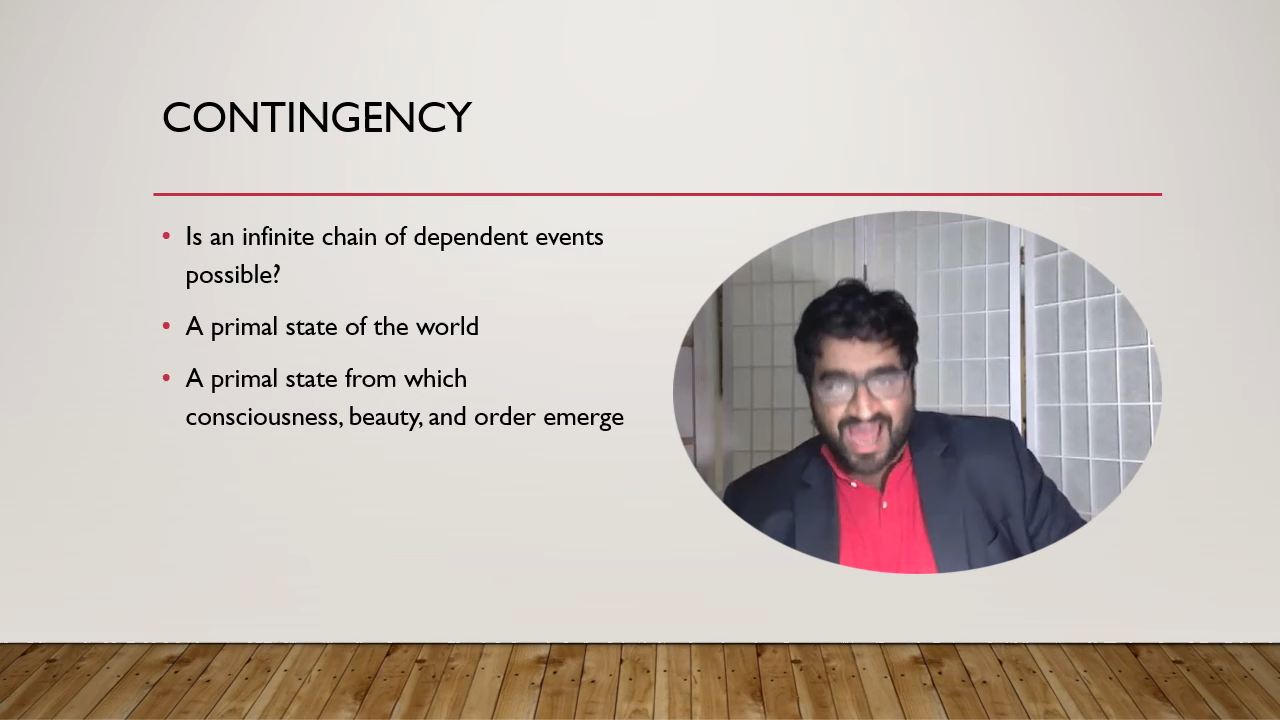 CONTINGENCY
• Is an infinite chain of dependent events
possible?
• A primal state of the world
• A primal state from which
consciousness, beauty, and order emerge